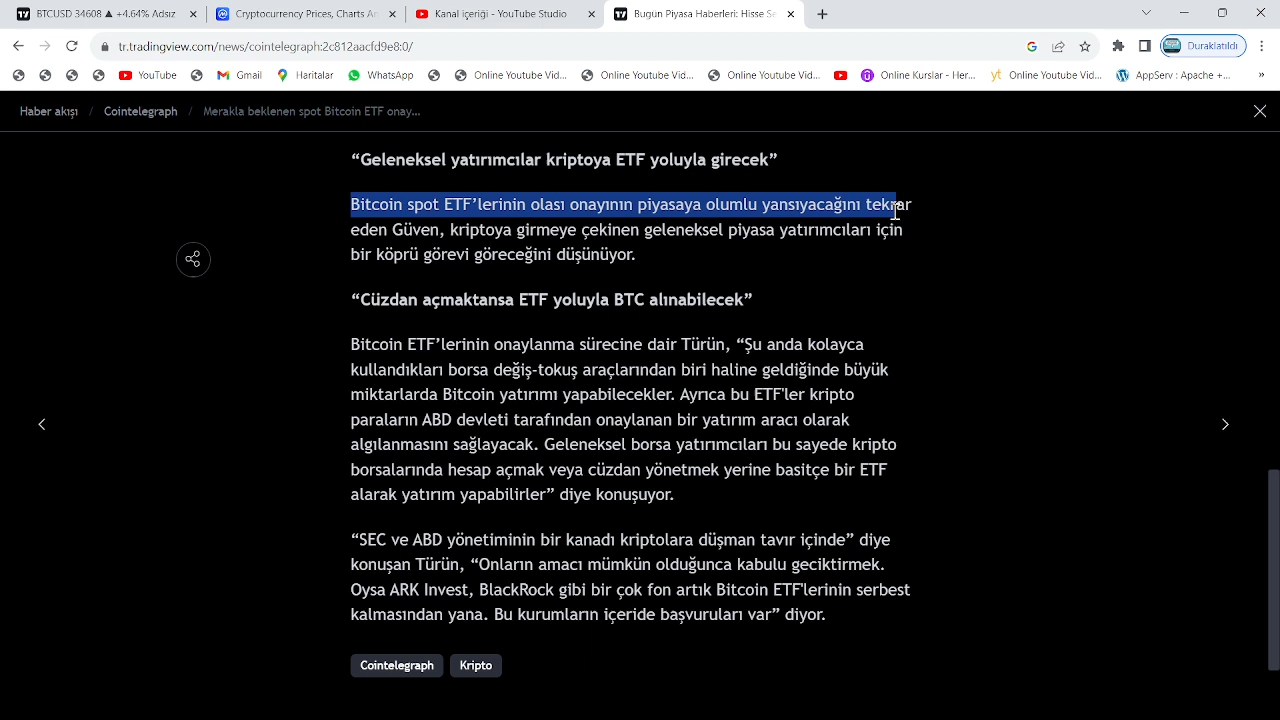 BTCUSD 34608 ▲ +4.64% Adsız
Cryptocurrency Prices, Charts Ar
Kanal içeriği - YouTube Studio
Bugün Piyasa Haberleri: Hisse Se
tr.tradingview.com/news/cointelegraph:2c812aacfd9e8:0/
Duraklatıldı
YouTube
Gmail
Haritalar
WhatsApp
Online Youtube Vid...
Online Youtube Vid...
Online Youtube Vid...
Online Kurslar - Her...
Online Youtube Vid...
AppServ : Apache +...
»
Haber akışı / Cointelegraph / Merakla beklenen spot Bitcoin ETF onay...
“Geleneksel yatırımcılar kriptoya ETF yoluyla girecek”
Bitcoin spot ETF’lerinin olası onayının piyasaya olumlu yansıyacağını tekrar
eden Güven, kriptoya girmeye çekinen geleneksel piyasa yatırımcıları için
bir köprü görevi göreceğini düşünüyor.
“Cüzdan açmaktansa ETF yoluyla BTC alınabilecek”
Bitcoin ETF’lerinin onaylanma sürecine dair Türün, “Şu anda kolayca
kullandıkları borsa değiş-tokuş araçlarından biri haline geldiğinde büyük
miktarlarda Bitcoin yatırımı yapabilecekler. Ayrıca bu ETF'ler kripto
paraların ABD devleti tarafından onaylanan bir yatırım aracı olarak
algılanmasını sağlayacak. Geleneksel borsa yatırımcıları bu sayede kripto
borsalarında hesap açmak veya cüzdan yönetmek yerine basitçe bir ETF
alarak yatırım yapabilirler” diye konuşuyor.
“SEC ve ABD yönetiminin bir kanadı kriptolara düşman tavır içinde” diye
konuşan Türün, “Onların amacı mümkün olduğunca kabulu geciktirmek.
Oysa ARK Invest, BlackRock gibi bir çok fon artık Bitcoin ETF'lerinin serbest
kalmasından yana. Bu kurumların içeride başvuruları var” diyor.
Cointelegraph
Kripto